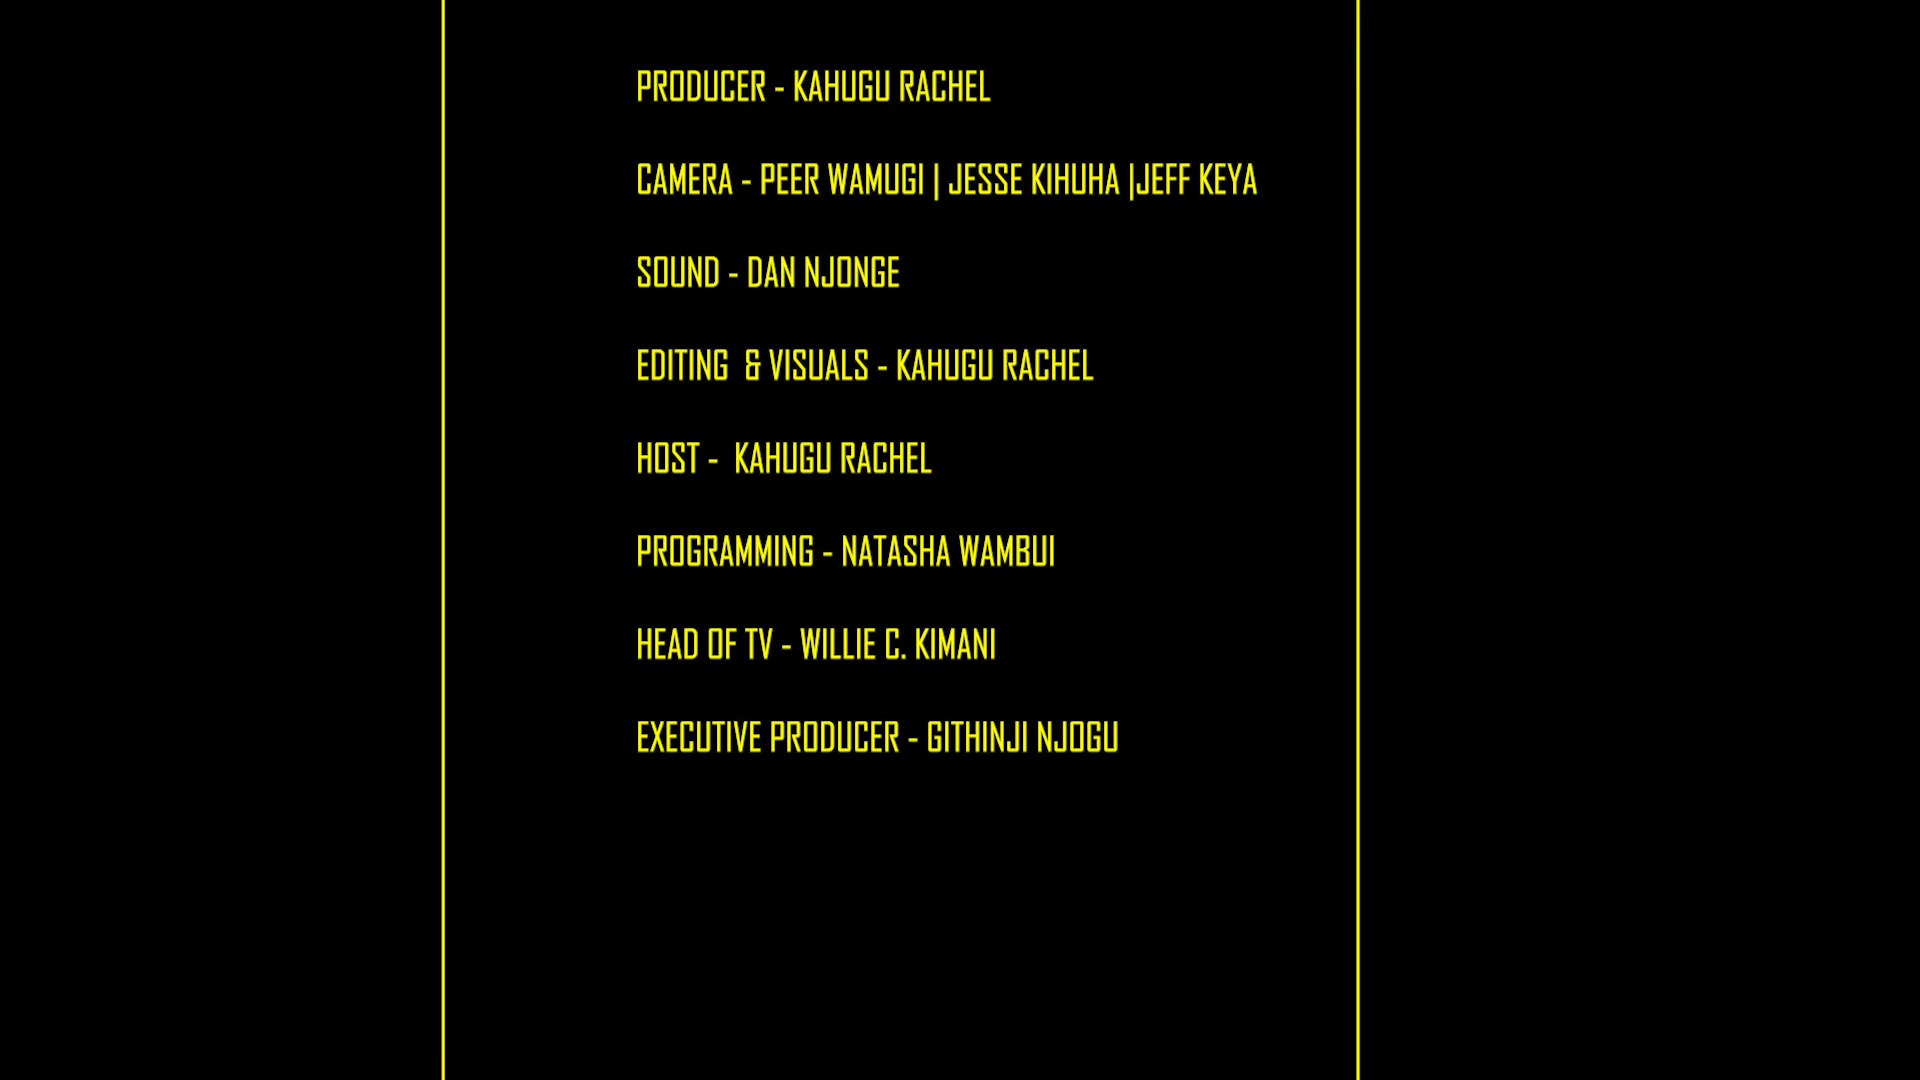 PRODUCER - KAHUGU RACHEL
CAMERA - PEER WAMUGI | JESSE KIHUHA |JEFF KEYA
SOUND - DAN NJONGE
EDITING  & VISUALS - KAHUGU RACHEL
HOST -  KAHUGU RACHEL
PROGRAMMING - NATASHA WAMBUI
HEAD OF TV - WILLIE C. KIMANI
EXECUTIVE PRODUCER - GITHINJI NJOGU